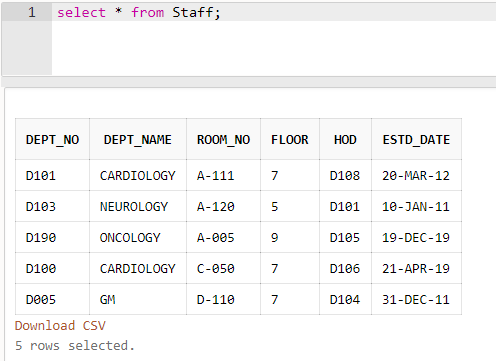 1 select * from Staff;
DEPT_NO DEPT_NAME ROOM_NO FLOOR HOD ESTD_DATE
D101 CARDIOLOGY A-111 7 D108 20-MAR-12
D103 NEUROLOGY A-120 5 D101 10-JAN-11
D190 ONCOLOGY A-005 9 D105 19-DEC-19
D100 CARDIOLOGY C-050 7 D106 21-APR-19
D005 GM D-110 7 D104 31-DEC-11
Download CSV
5 rows selected.